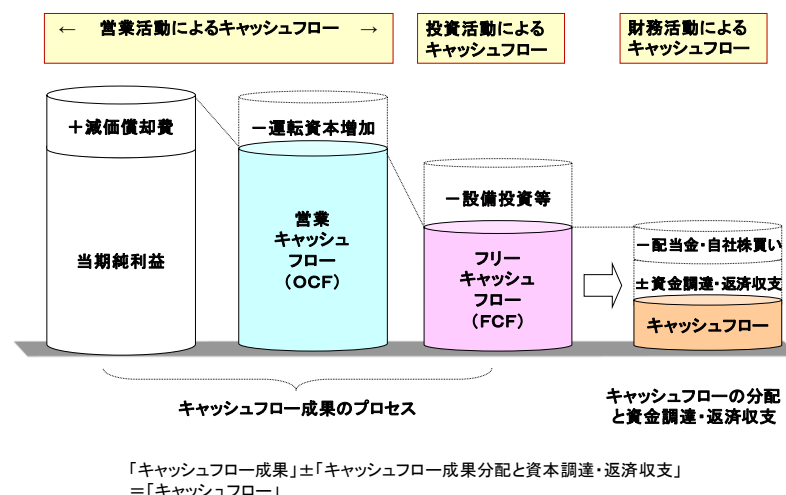 ← 営業活動によるキャッシュフロー →
投資活動による
キャッシュフロー
財務活動による
キャッシュフロー
＋減価償却費
当期純利益
－運転資本増加
営業
キャッシュ
フロー
（OCF）
－設備投資等
フリー
キャッシュ
フロー
（FCF）
－配当金・自社株買い
±資金調達・返済収支
キャッシュフロー
キャッシュフロー成果のプロセス
キャッシュフローの分配
と資金調達・返済収支
「キャッシュフロー成果」±「キャッシュフロー成果分配と資本調達・返済収支」
＝「キャッシュフロー」